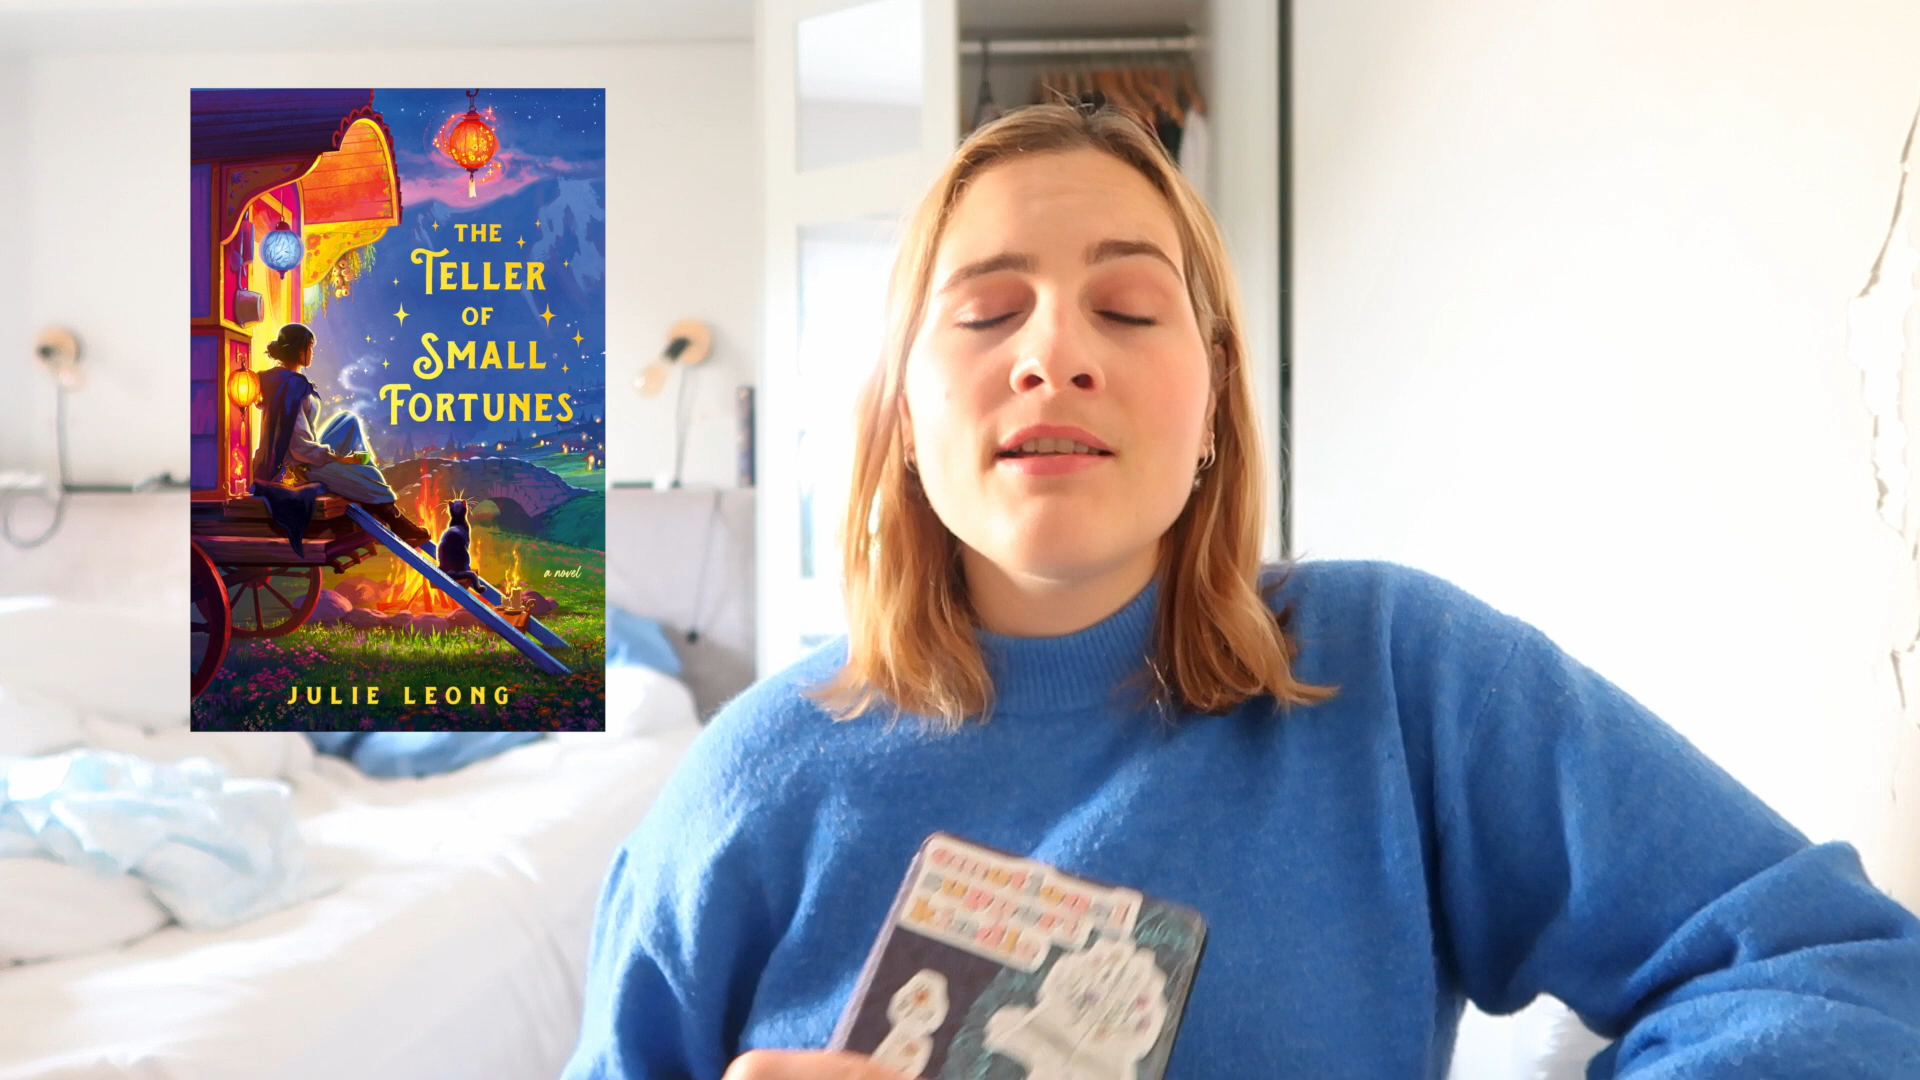 THE
TELLER
OF
SMALL
FORTUNES
a novel
JULIE LEONG